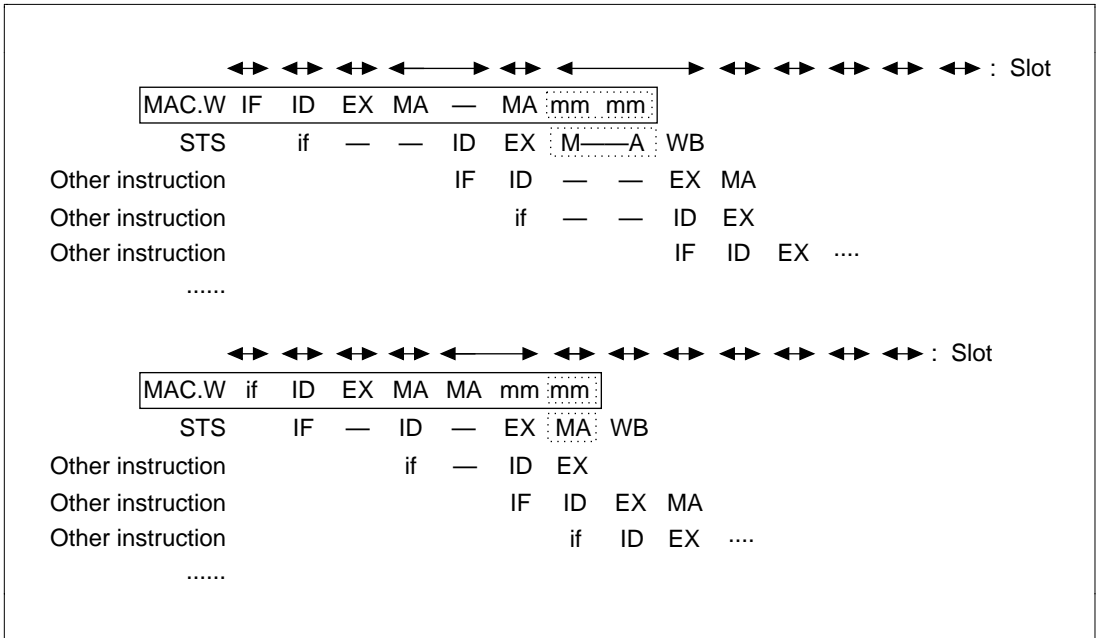 : Slot
MAC.W IF ID EX MA — MA mm mm
STS if — — ID EX M——A WB
Other instruction IF ID — — EX MA
Other instruction if — — ID EX
Other instruction IF ID EX ....
......
: Slot
MAC.W if ID EX MA MA mm mm
STS IF — ID — EX MA WB
Other instruction if — ID EX
Other instruction IF ID EX MA
Other instruction if ID EX ....
......